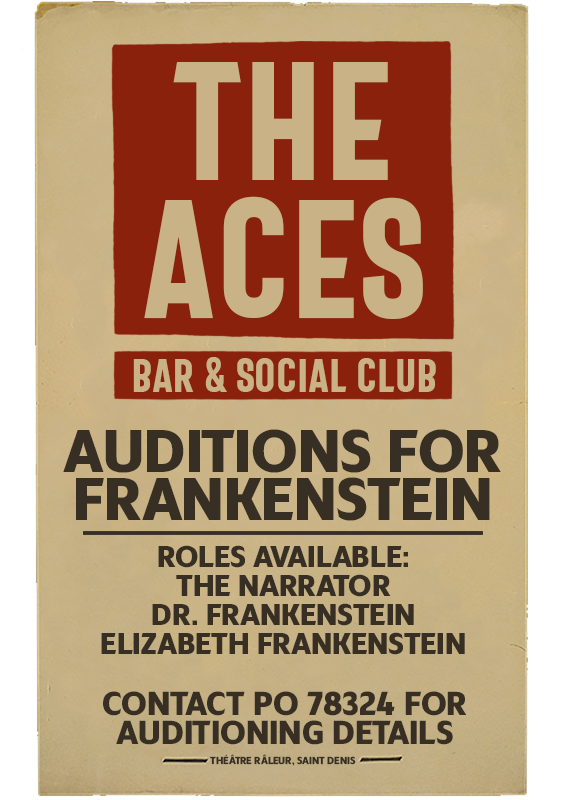 THE
ACES
BAR & SOCIAL CLUB
AUDITIONS FOR
FRANKENSTEIN
ROLES AVAILABLE:
THE NARRATOR
DR. FRANKENSTEIN
ELIZABETH FRANKENSTEIN
CONTACT PO 78324 FOR
AUDITIONING DETAILS
THÉÂTRE RÂLEUR, SAINT DENIS